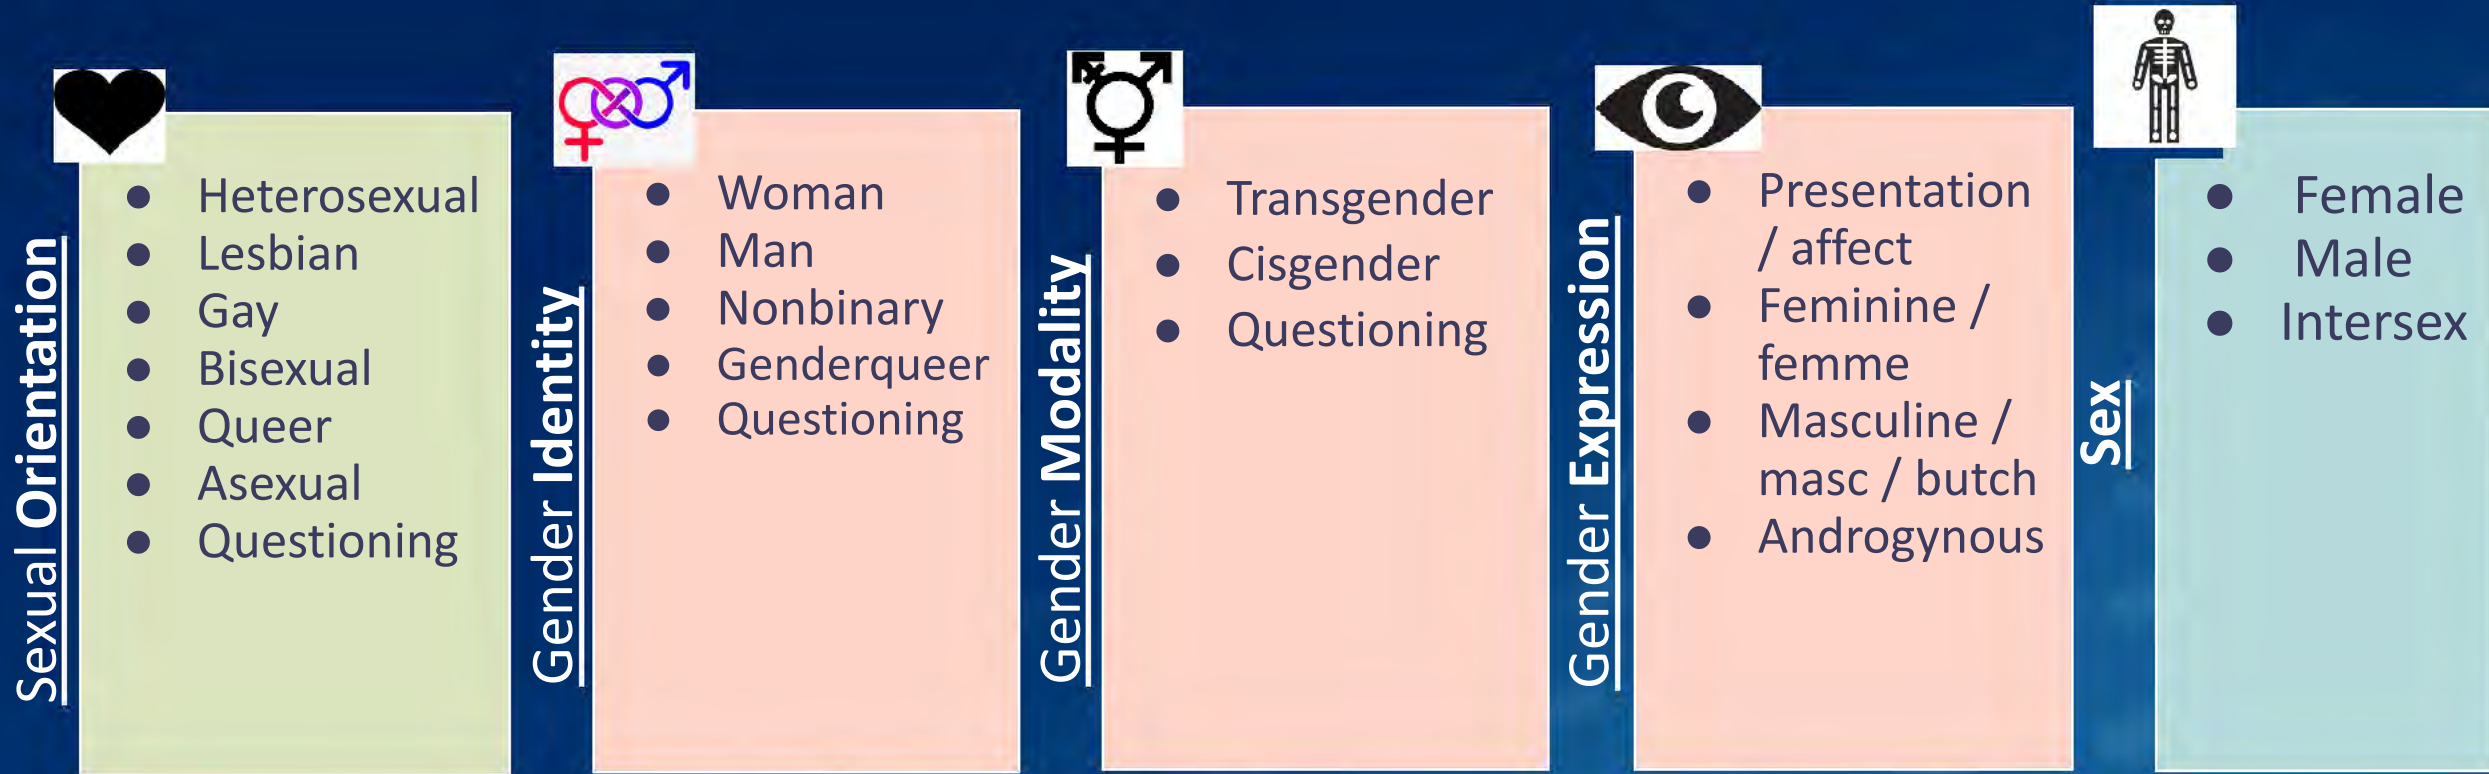 Sexual Orientation
● Heterosexual
● Lesbian
● Gay
● Bisexual
● Queer
● Asexual
● Questioning
Gender Identity
● Woman
● Man
● Nonbinary
● Genderqueer
● Questioning
Gender Modality
● Transgender
● Cisgender
● Questioning
Gender Expression
● Presentation
/ affect
● Feminine /
femme
● Masculine /
masc / butch
● Androgynous
Sex
● Female
● Male
● Intersex